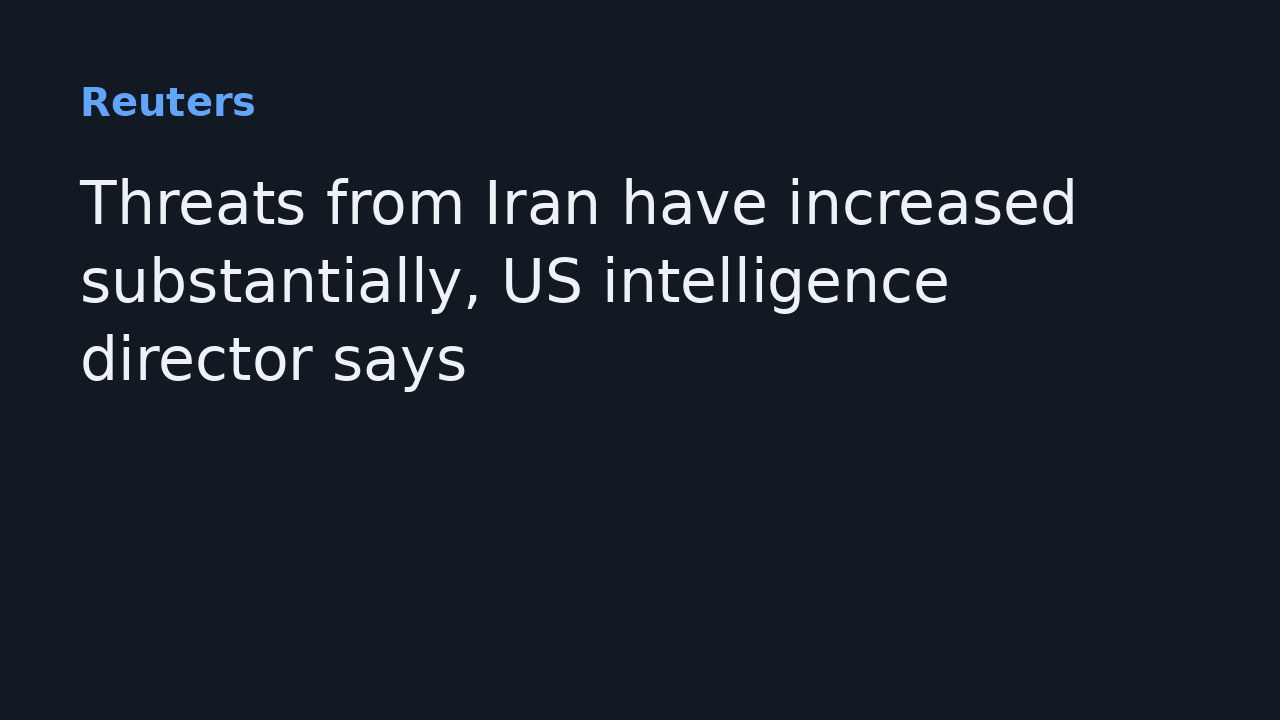 Reuters
Threats from Iran have increased
substantially, US intelligence
director says